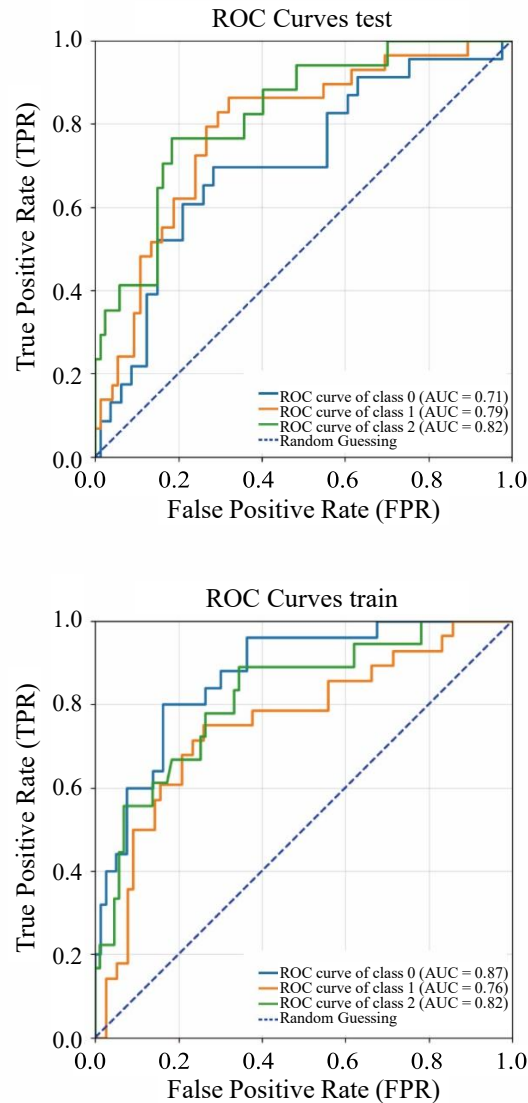 ROC Curves test
1.0
0.8
0.6
0.4
0.2
0.0
True Positive Rate (TPR)
ROC curve of class 0 (AUC = 0.71)
ROC curve of class 1 (AUC = 0.79)
ROC curve of class 2 (AUC = 0.82)
Random Guessing
0.0 0.2 0.4 0.6 0.8 1.0
False Positive Rate (FPR)
ROC Curves train
1.0
0.8
0.6
0.4
0.2
0.0
True Positive Rate (TPR)
ROC curve of class 0 (AUC = 0.87)
ROC curve of class 1 (AUC = 0.76)
ROC curve of class 2 (AUC = 0.82)
Random Guessing
0.0 0.2 0.4 0.6 0.8 1.0
False Positive Rate (FPR)